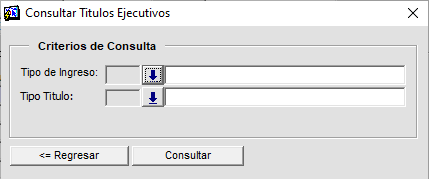 Consultar Titulos Ejecutivos
Criterios de Consulta
Tipo de Ingreso:
Tipo Titulo:
<= Regresar
Consultar